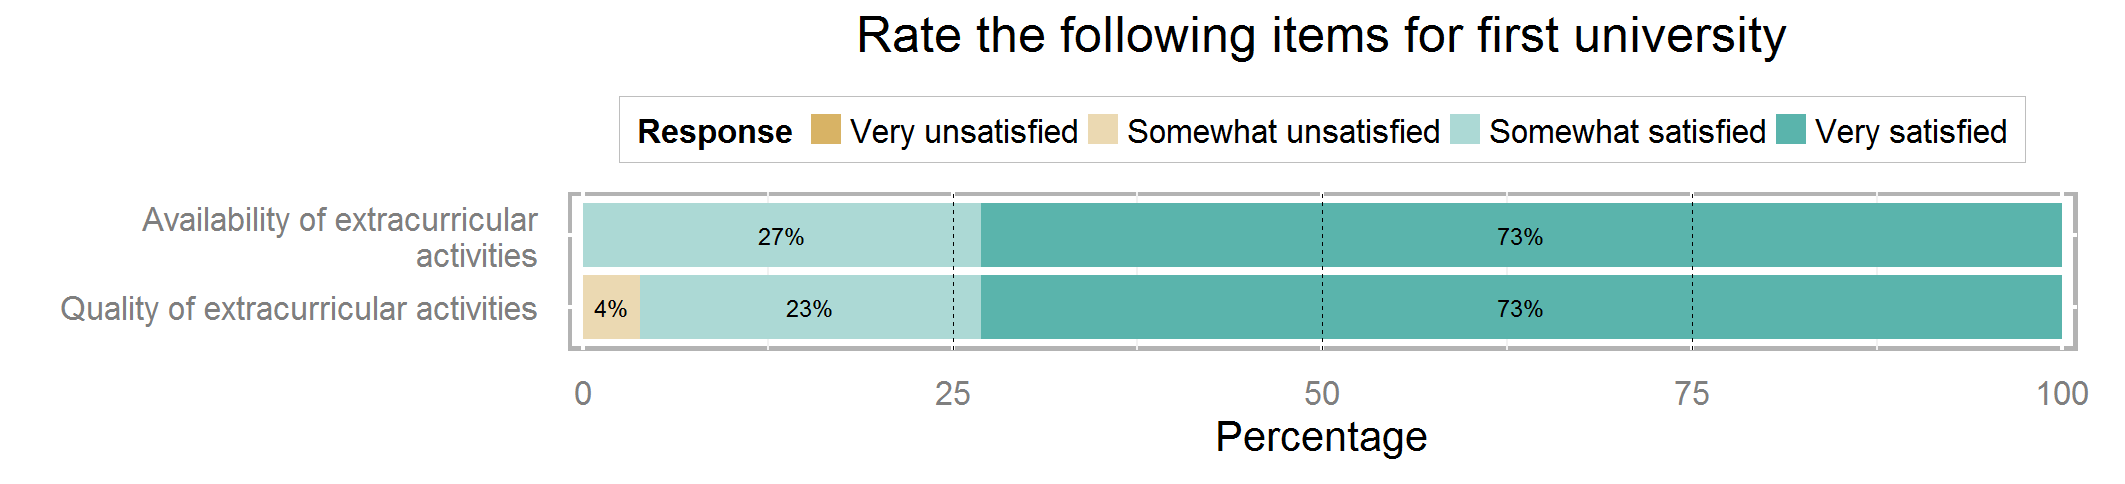 Rate the following items for first university
Response Very unsatisfied Somewhat unsatisfied Somewhat satisfied Very satisfied
Availability of extracurricular
activities
27% 73%
Quality of extracurricular activities
4% 23% 73%
0 25 50 75 100
Percentage